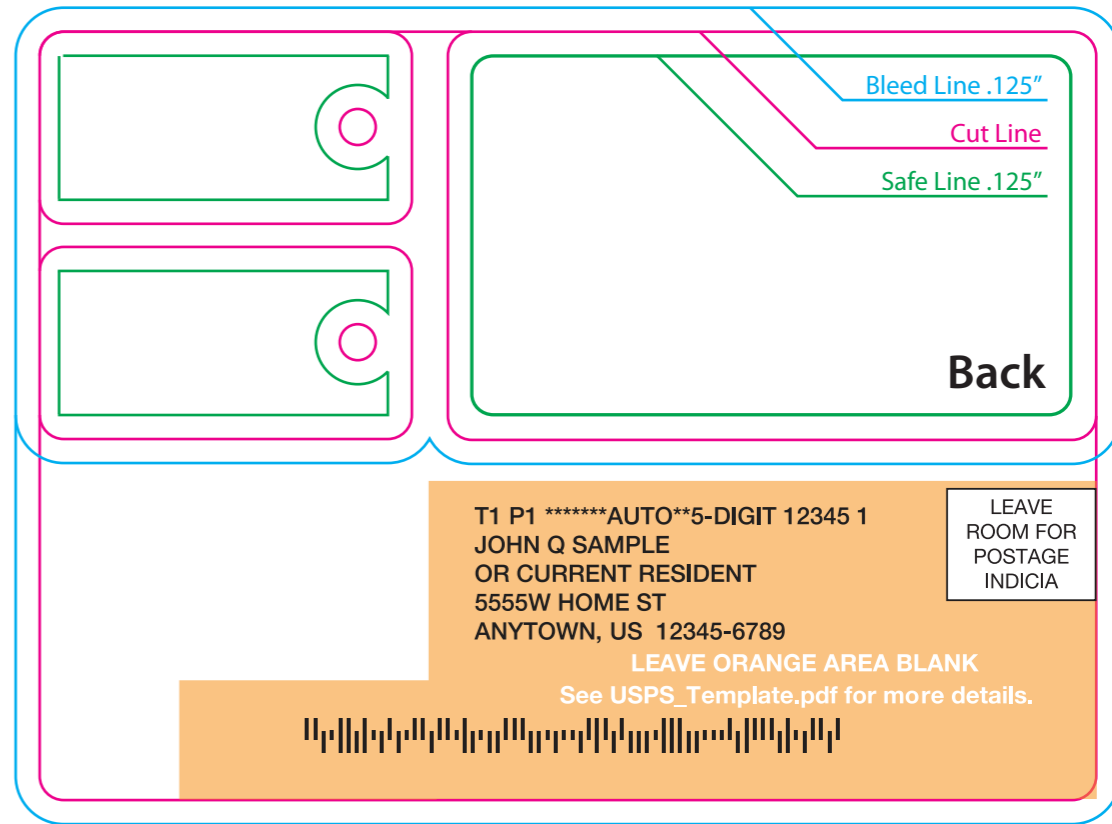 Bleed Line .125”
Cut Line
Safe Line .125”
Back
T1 P1 *******AUTO**5-DIGIT 12345 1
JOHN Q SAMPLE
OR CURRENT RESIDENT
5555W HOME ST
ANYTOWN, US  12345-6789
LEAVE
ROOM FOR
POSTAGE
INDICIA
LEAVE ORANGE AREA BLANK
See USPS_Template.pdf for more details.